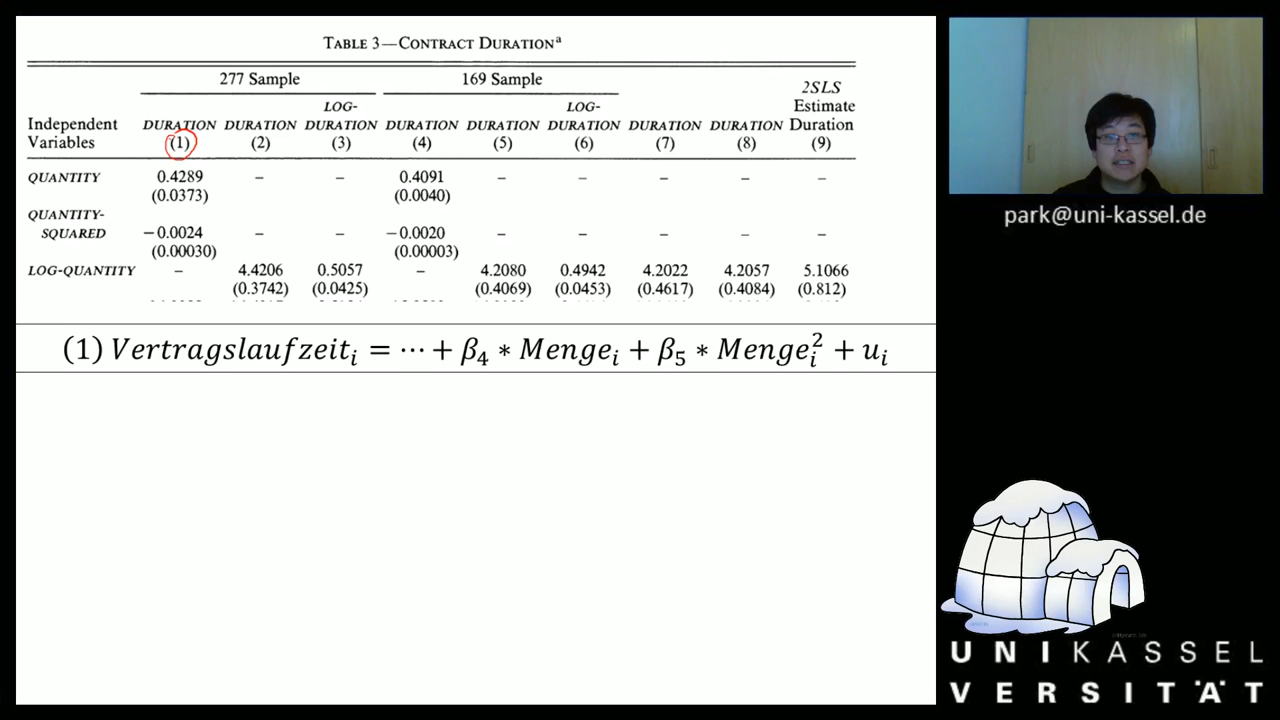 TABLE 3—CONTRACT DURATIONᵃ
277 Sample 169 Sample 2SLS
LOG- LOG- Estimate
Independent DURATION DURATION DURATION DURATION DURATION DURATION DURATION DURATION Duration
Variables (1) (2) (3) (4) (5) (6) (7) (8) (9)
QUANTITY 0.4289 – – 0.4091 – – – – –
(0.0373) (0.0040)
QUANTITY-
SQUARED −0.0024 – – −0.0020 – – – – –
(0.00030) (0.00003)
LOG-QUANTITY – 4.4206 0.5057 – 4.2080 0.4942 4.2022 4.2057 5.1066
(0.3742) (0.0425) (0.4069) (0.0453) (0.4617) (0.4084) (0.812)
(1) Vertragslaufzeitᵢ = ⋯ + β₄ * Mengeᵢ + β₅ * Mengeᵢ² + uᵢ
park@uni-kassel.de
UNIKASSEL
VERSITÄT